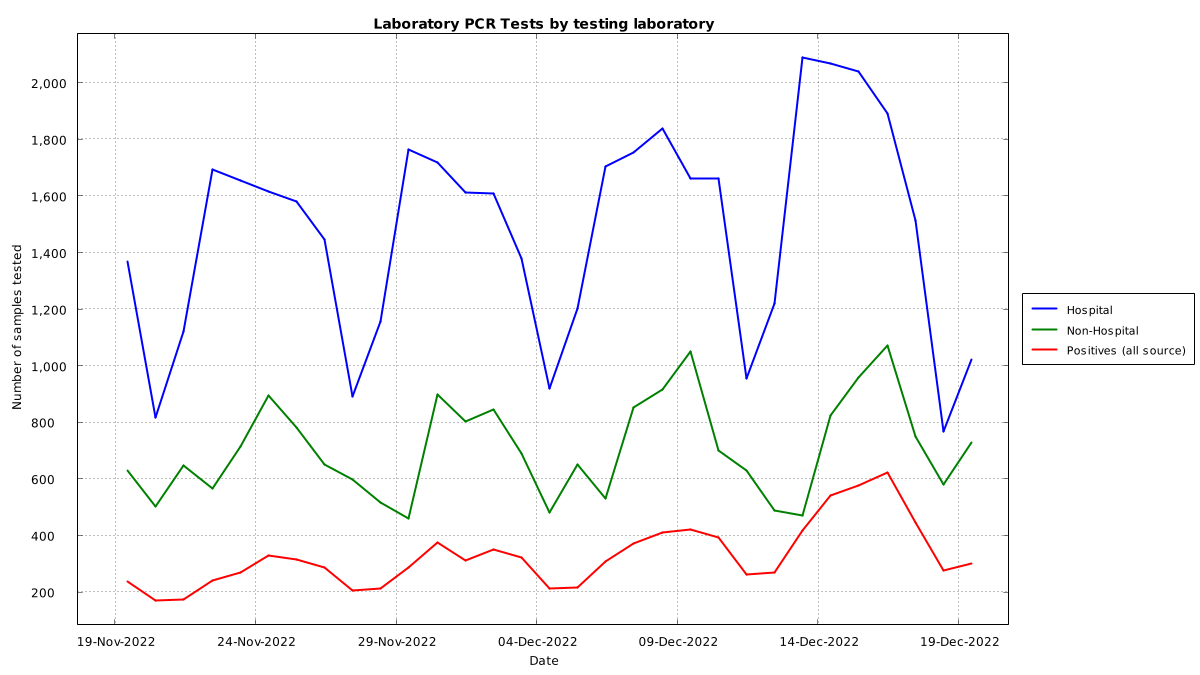 Laboratory PCR Tests by testing laboratory
2,000
1,800
1,600
1,400
1,200
1,000
800
600
400
200
Number of samples tested
19-Nov-2022 24-Nov-2022 29-Nov-2022 04-Dec-2022 09-Dec-2022 14-Dec-2022 19-Dec-2022
Date
Hospital
Non-Hospital
Positives (all source)